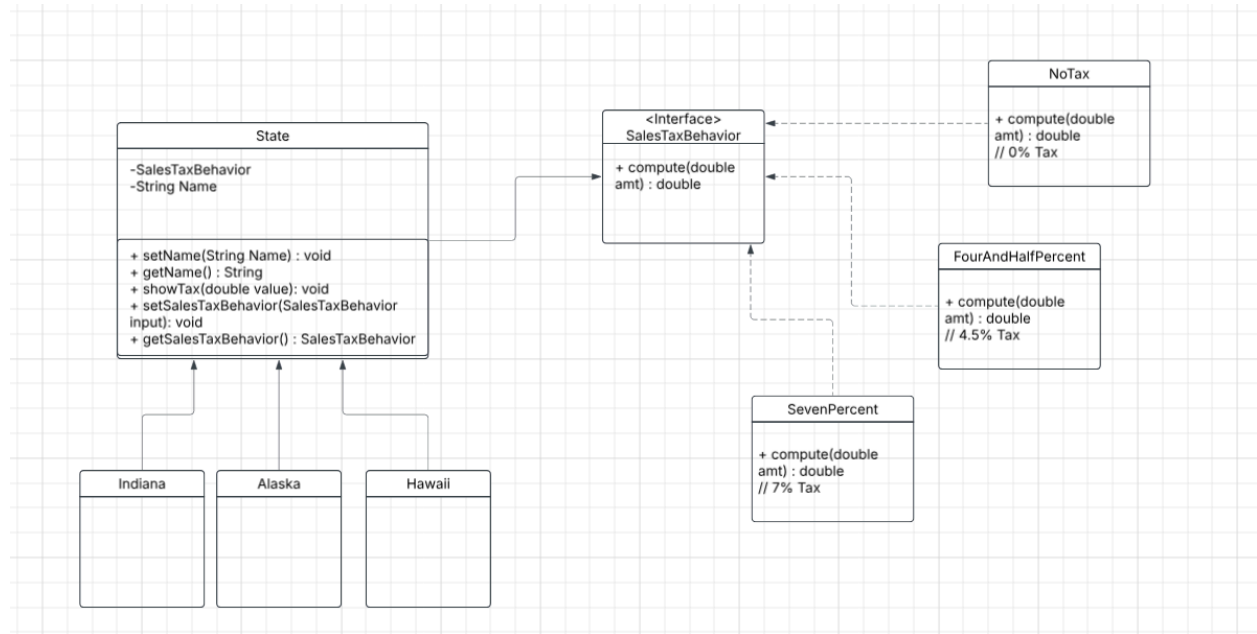 State
-SalesTaxBehavior
-String Name
+ setName(String Name) : void
+ getName() : String
+ showTax(double value): void
+ setSalesTaxBehavior(SalesTaxBehavior
input): void
+ getSalesTaxBehavior() : SalesTaxBehavior
Indiana
Alaska
Hawaii
<Interface>
SalesTaxBehavior
+ compute(double
amt) : double
NoTax
+ compute(double
amt) : double
// 0% Tax
FourAndHalfPercent
+ compute(double
amt) : double
// 4.5% Tax
SevenPercent
+ compute(double
amt) : double
// 7% Tax